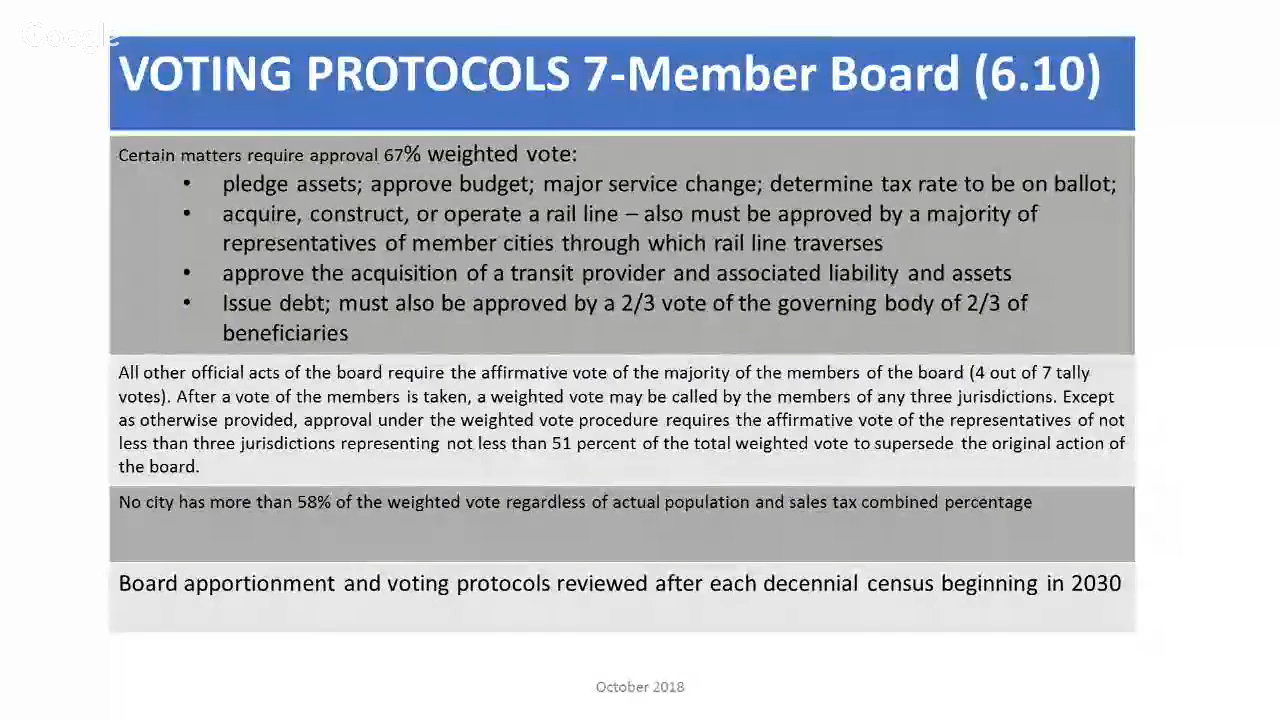 Google
VOTING PROTOCOLS 7-Member Board (6.10)
Certain matters require approval 67% weighted vote:
• pledge assets; approve budget; major service change; determine tax rate to be on ballot;
• acquire, construct, or operate a rail line – also must be approved by a majority of
representatives of member cities through which rail line traverses
• approve the acquisition of a transit provider and associated liability and assets
• Issue debt; must also be approved by a 2/3 vote of the governing body of 2/3 of
beneficiaries
All other official acts of the board require the affirmative vote of the majority of the members of the board (4 out of 7 tally
votes). After a vote of the members is taken, a weighted vote may be called by the members of any three jurisdictions. Except
as otherwise provided, approval under the weighted vote procedure requires the affirmative vote of the representatives of not
less than three jurisdictions representing not less than 51 percent of the total weighted vote to supersede the original action of
the board.
No city has more than 58% of the weighted vote regardless of actual population and sales tax combined percentage
Board apportionment and voting protocols reviewed after each decennial census beginning in 2030
October 2018